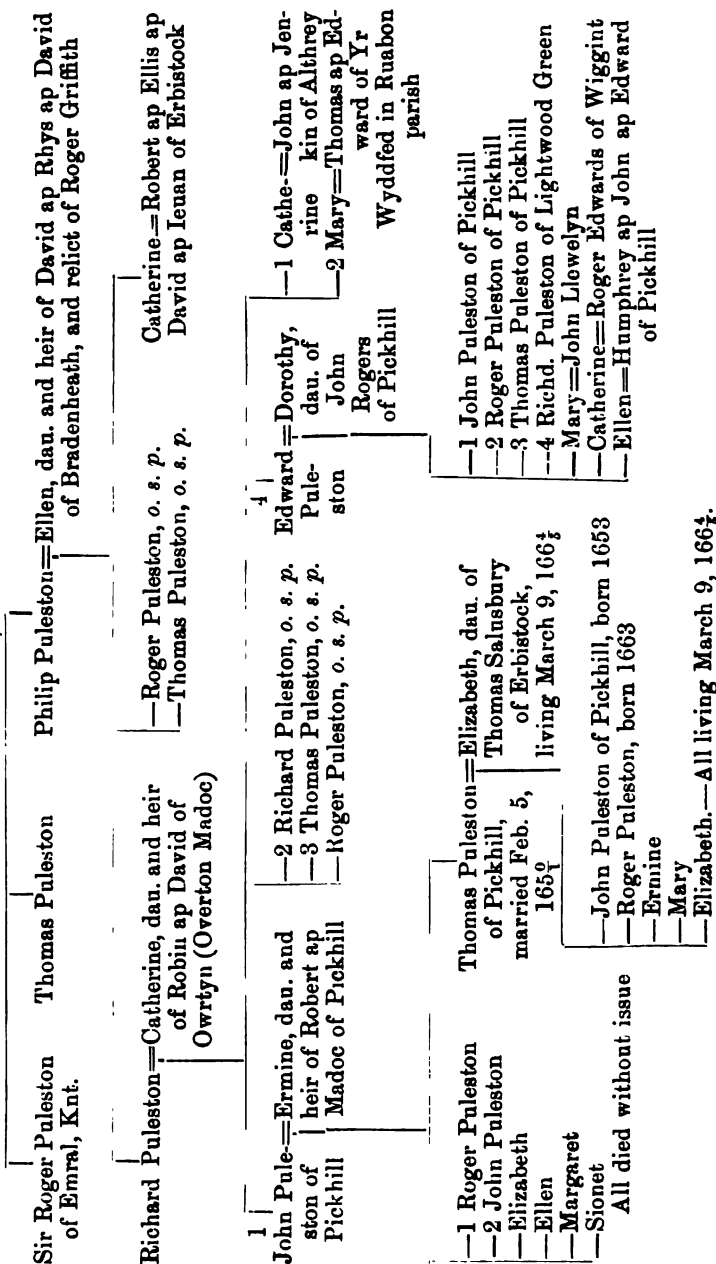 Sir Roger Puleston
of Emral, Knt.
Thomas Puleston
Philip Puleston=Ellen, dau. and heir of David ap Rhys ap David
of Bradenheath, and relict of Roger Griffith
Richard Puleston=Catherine, dau. and heir
of Robin ap David of
Owrtyn (Overton Madoc)
—Roger Puleston, o. s. p.
—Thomas Puleston, o. s. p.
Catherine=Robert ap Ellis ap
David ap Ieuan of Erbistock
1
John Pule-=Ermine, dau. and
ston of heir of Robert ap
Pickhill Madoc of Pickhill
—2 Richard Puleston, o. s. p.
—3 Thomas Puleston, o. s. p.
—Roger Puleston, o. s. p.
4
Edward=Dorothy,
Pule- dau. of
ston John
Rogers
of Pickhill
—1 Cathe-=John ap Jen-
rine kin of Althrey
—2 Mary=Thomas ap Ed-
ward of Yr
Wyddfed in Ruabon
parish
—1 Roger Puleston
—2 John Puleston
—Elizabeth
—Ellen
—Margaret
—Sionet
All died without issue
Thomas Puleston=Elizabeth, dau. of
of Pickhill, Thomas Salusbury
married Feb. 5, of Erbistock,
165⁰⁄₁ living March 9, 166⁴⁄₅
—John Puleston of Pickhill, born 1653
—Roger Puleston, born 1663
—Ermine
—Mary
—Elizabeth.—All living March 9, 166⁴⁄₅.
—1 John Puleston of Pickhill
—2 Roger Puleston of Pickhill
—3 Thomas Puleston of Pickhill
—4 Richd. Puleston of Lightwood Green
—Mary=John Llewelyn
—Catherine=Roger Edwards of Wiggint
—Ellen=Humphrey ap John ap Edward
of Pickhill